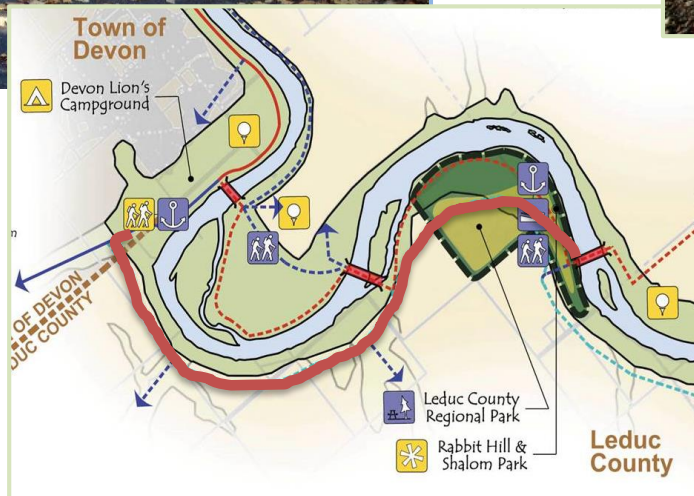 Town of
Devon
Devon Lion's
Campground
OF DEVON
DUC COUNTY
Leduc County
Regional Park
Rabbit Hill &
Shalom Park
Leduc
County